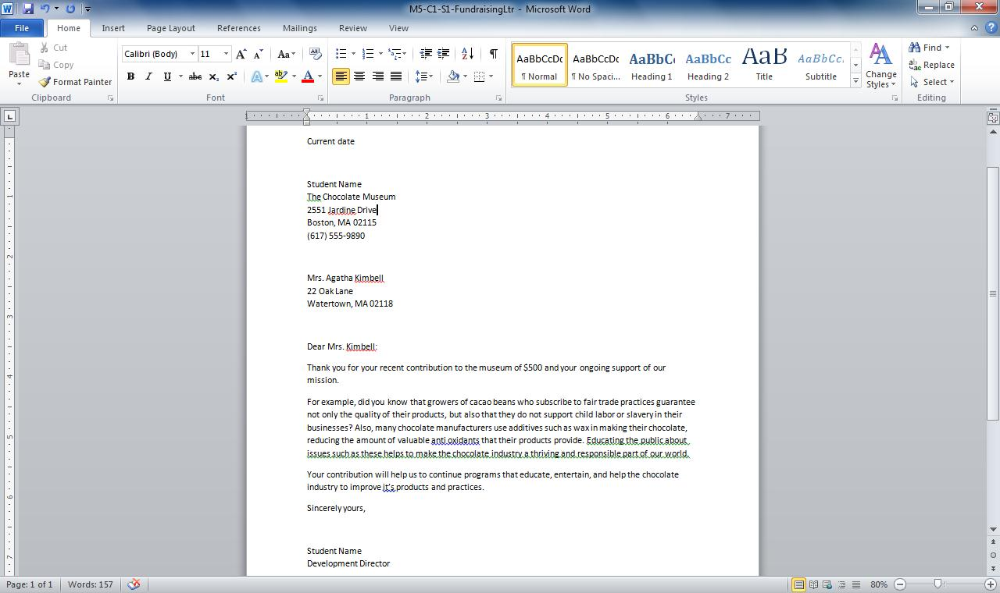 M5-C1-S1-FundraisingLtr - Microsoft Word
File Home Insert Page Layout References Mailings Review View
Paste
Cut
Copy
Format Painter
Clipboard
Calibri (Body) 11
Font
Paragraph
AaBbCcDc AaBbCcDc AaBbCc AaBbCc AaB AaBbCc.
¶ Normal ¶ No Spaci... Heading 1 Heading 2 Title Subtitle
Change Styles
Styles
Find
Replace
Select
Editing
1 1 2 3 4 5 6 7
Current date
Student Name
The Chocolate Museum
2551 Jardine Drive
Boston, MA 02115
(617) 555-9890
Mrs. Agatha Kimbell
22 Oak Lane
Watertown, MA 02118
Dear Mrs. Kimbell:
Thank you for your recent contribution to the museum of $500 and your ongoing support of our
mission.
For example, did you know that growers of cacao beans who subscribe to fair trade practices guarantee
not only the quality of their products, but also that they do not support child labor or slavery in their
businesses? Also, many chocolate manufacturers use additives such as wax in making their chocolate,
reducing the amount of valuable anti oxidants that their products provide. Educating the public about
issues such as these helps to make the chocolate industry a thriving and responsible part of our world.
Your contribution will help us to continue programs that educate, entertain, and help the chocolate
industry to improve it's products and practices.
Sincerely yours,
Student Name
Development Director
Page: 1 of 1 Words: 157 80%